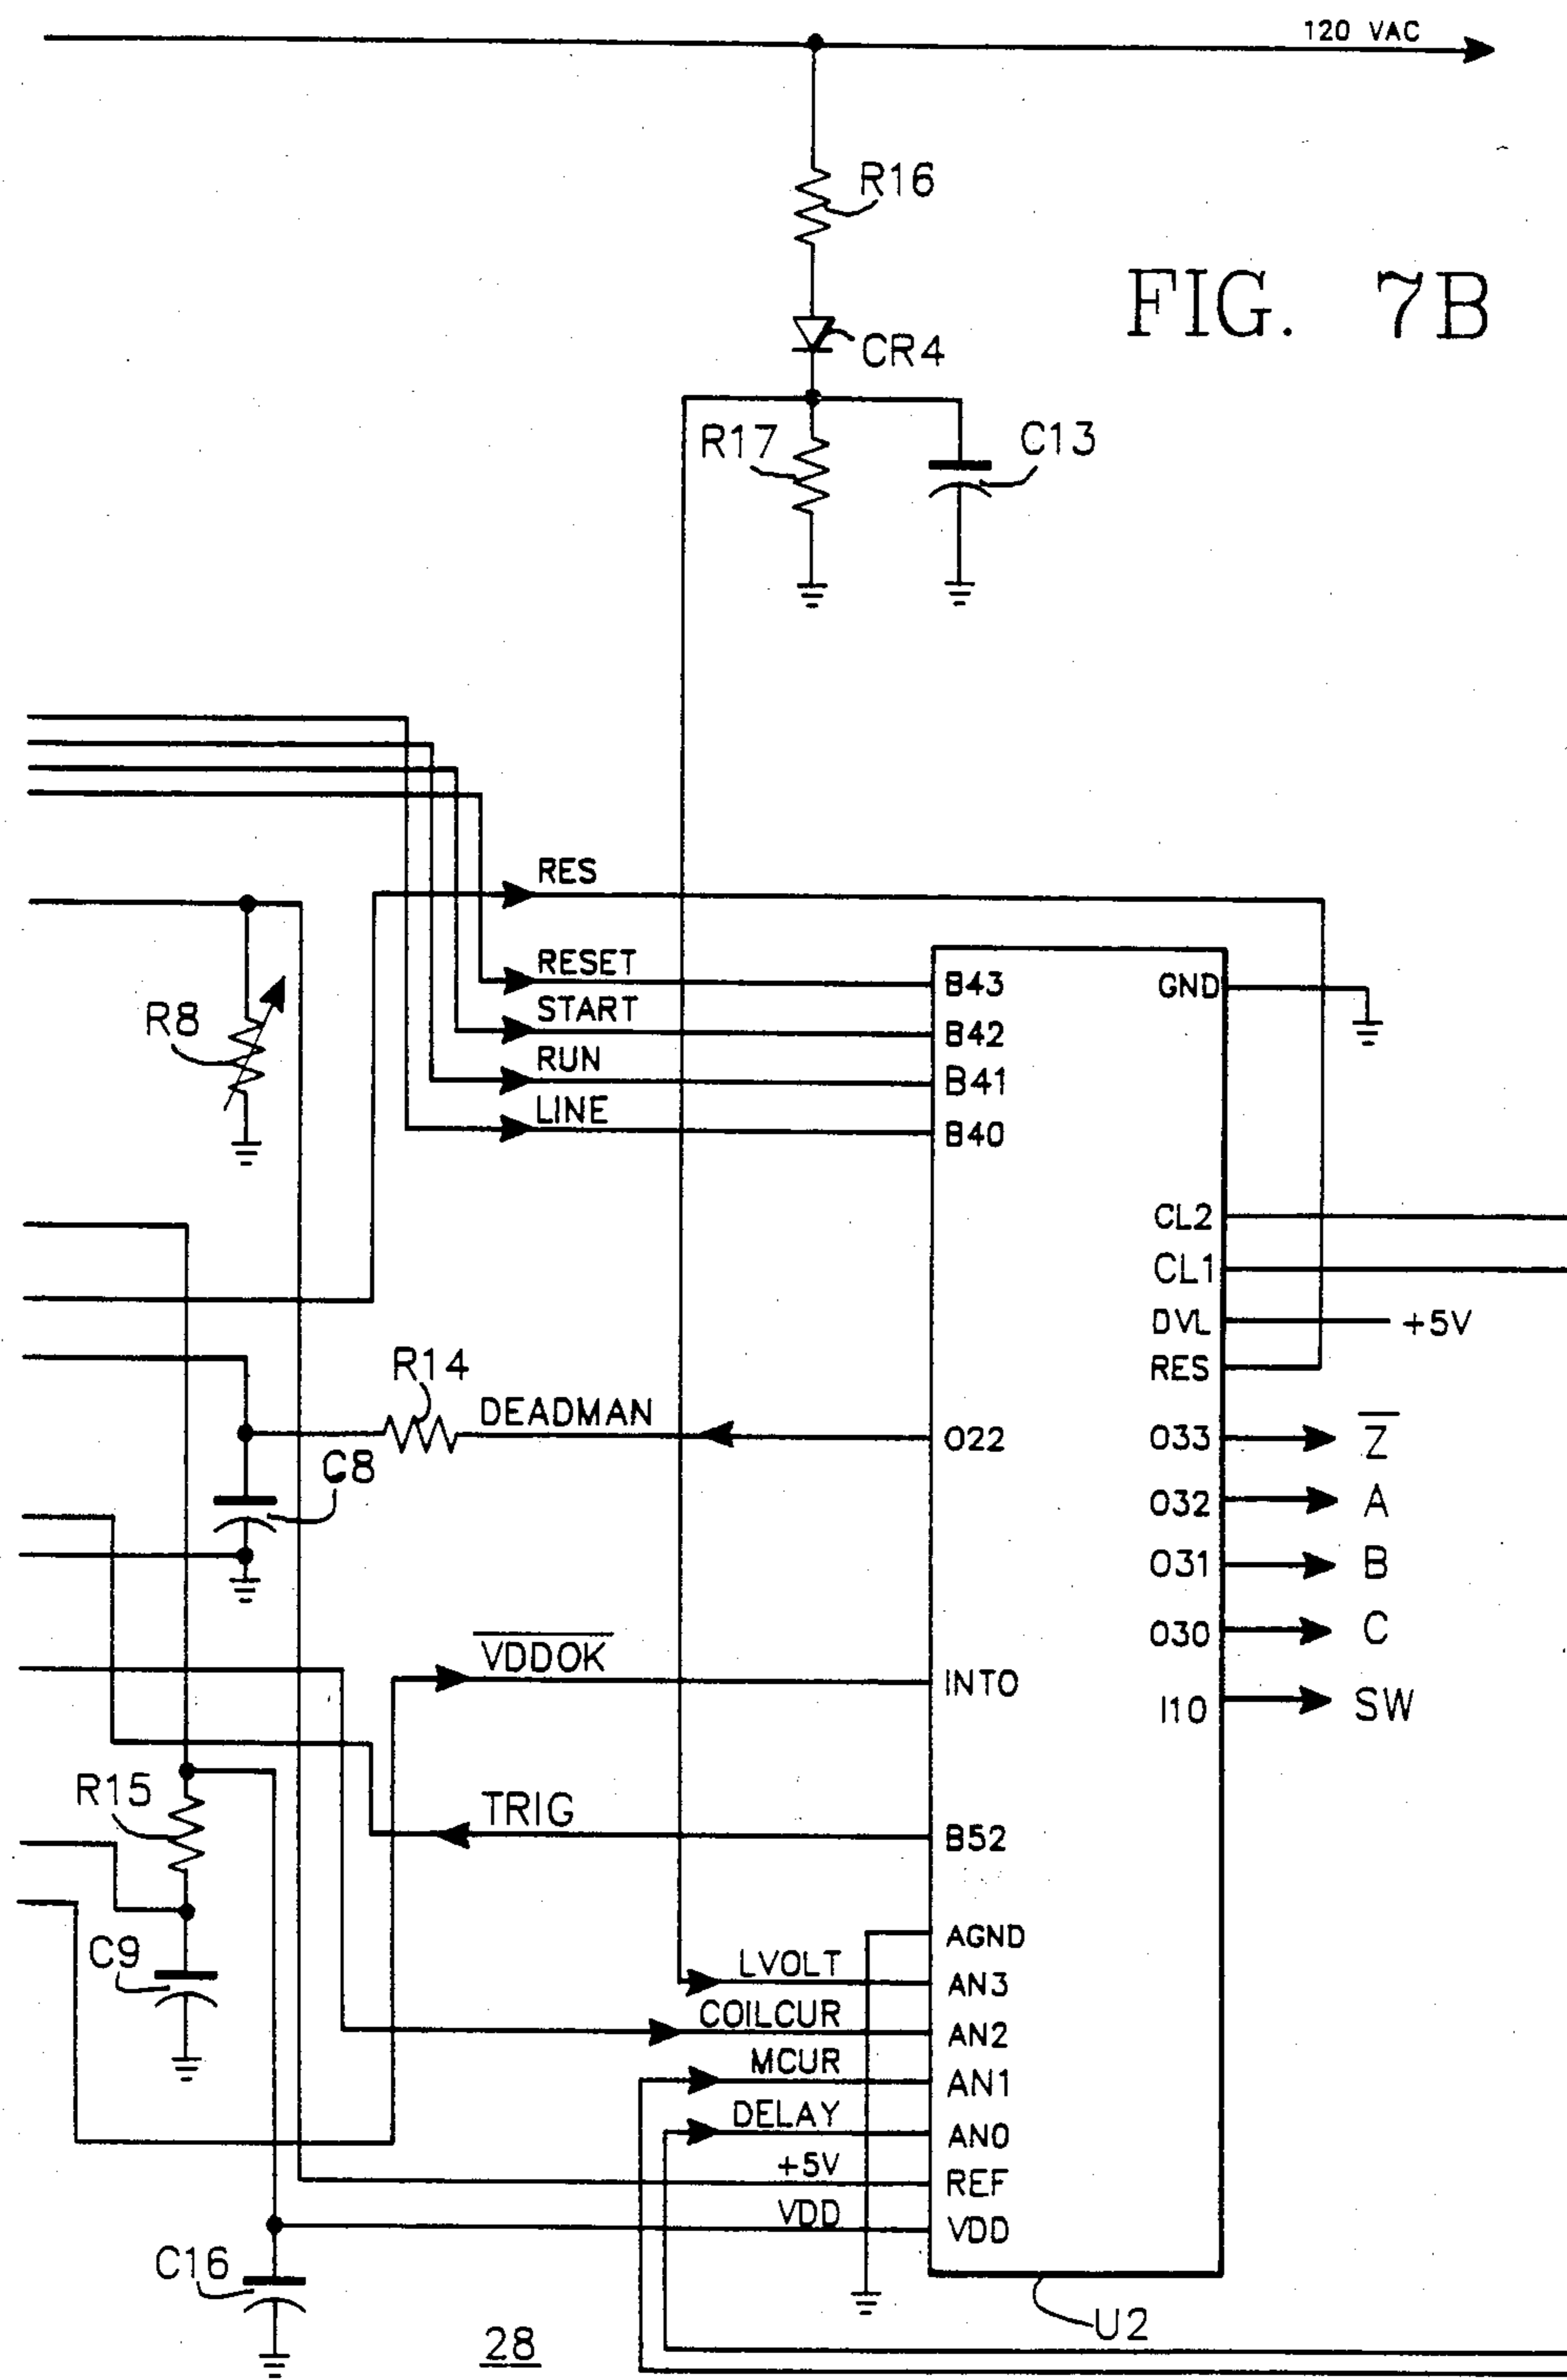 120 VAC
R16
FIG. 7B
CR4
R17
C13
RES
RESET
B43
GND
START
B42
R8
RUN
B41
LINE
B40
CL2
CL1
DVL
+5V
RES
R14
DEADMAN
O22
O33
Z
C8
O32
A
O31
B
O30
C
VDDOK
INTO
I10
SW
R15
TRIG
B52
AGND
C9
LVOLT
AN3
COILCUR
AN2
MCUR
AN1
DELAY
AN0
+5V
REF
VDD
VDD
C16
U2
28